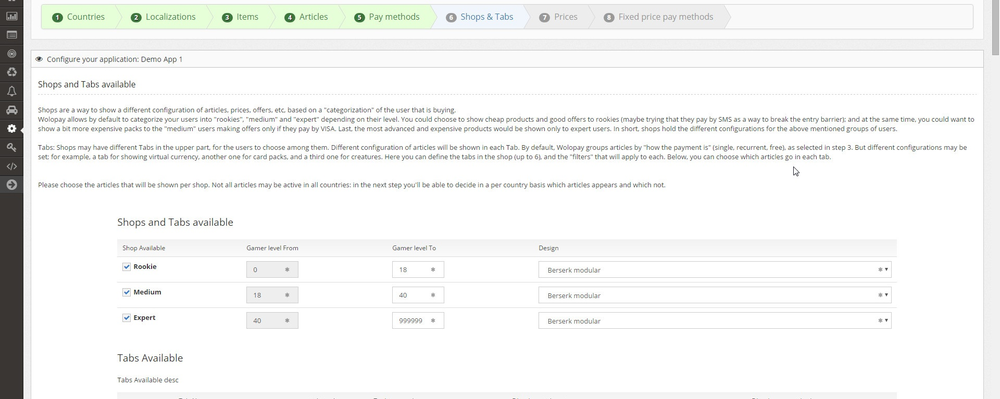 1 Countries 2 Localizations 3 Items 4 Articles 5 Pay methods 6 Shops & Tabs 7 Prices 8 Fixed price pay methods
Configure your application: Demo App 1
Shops and Tabs available
Shops are a way to show a different configuration of articles, prices, offers, etc, based on a "categorization" of the user that is buying.
Wolopay allows by default to categorize your users into "rookies", "medium" and "expert" depending on their level. You could choose to show cheap products and good offers to rookies (maybe trying that they pay by SMS as a way to break the entry barrier); and at the same time, you could want to
show a bit more expensive packs to the "medium" users making offers only if they pay by VISA. Last, the most advanced and expensive products would be shown only to expert users. In short, shops hold the different configurations for the above mentioned groups of users.
Tabs: Shops may have different Tabs in the upper part, for the users to choose among them. Different configuration of articles will be shown in each Tab. By default, Wolopay groups articles by "how the payment is" (single, recurrent, free), as selected in step 3. But different configurations may be
set; for example, a tab for showing virtual currency, another one for card packs, and a third one for creatures. Here you can define the tabs in the shop (up to 6), and the "filters" that will apply to each. Below, you can choose which articles go in each tab.
Please choose the articles that will be shown per shop. Not all articles may be active in all countries: in the next step you'll be able to decide in a per country basis which articles appears and which not.
Shops and Tabs available
Shop Available Gamer level From Gamer level To Design
Rookie 0 18 Berserk modular
Medium 18 40 Berserk modular
Expert 40 999999 Berserk modular
Tabs Available
Tabs Available desc